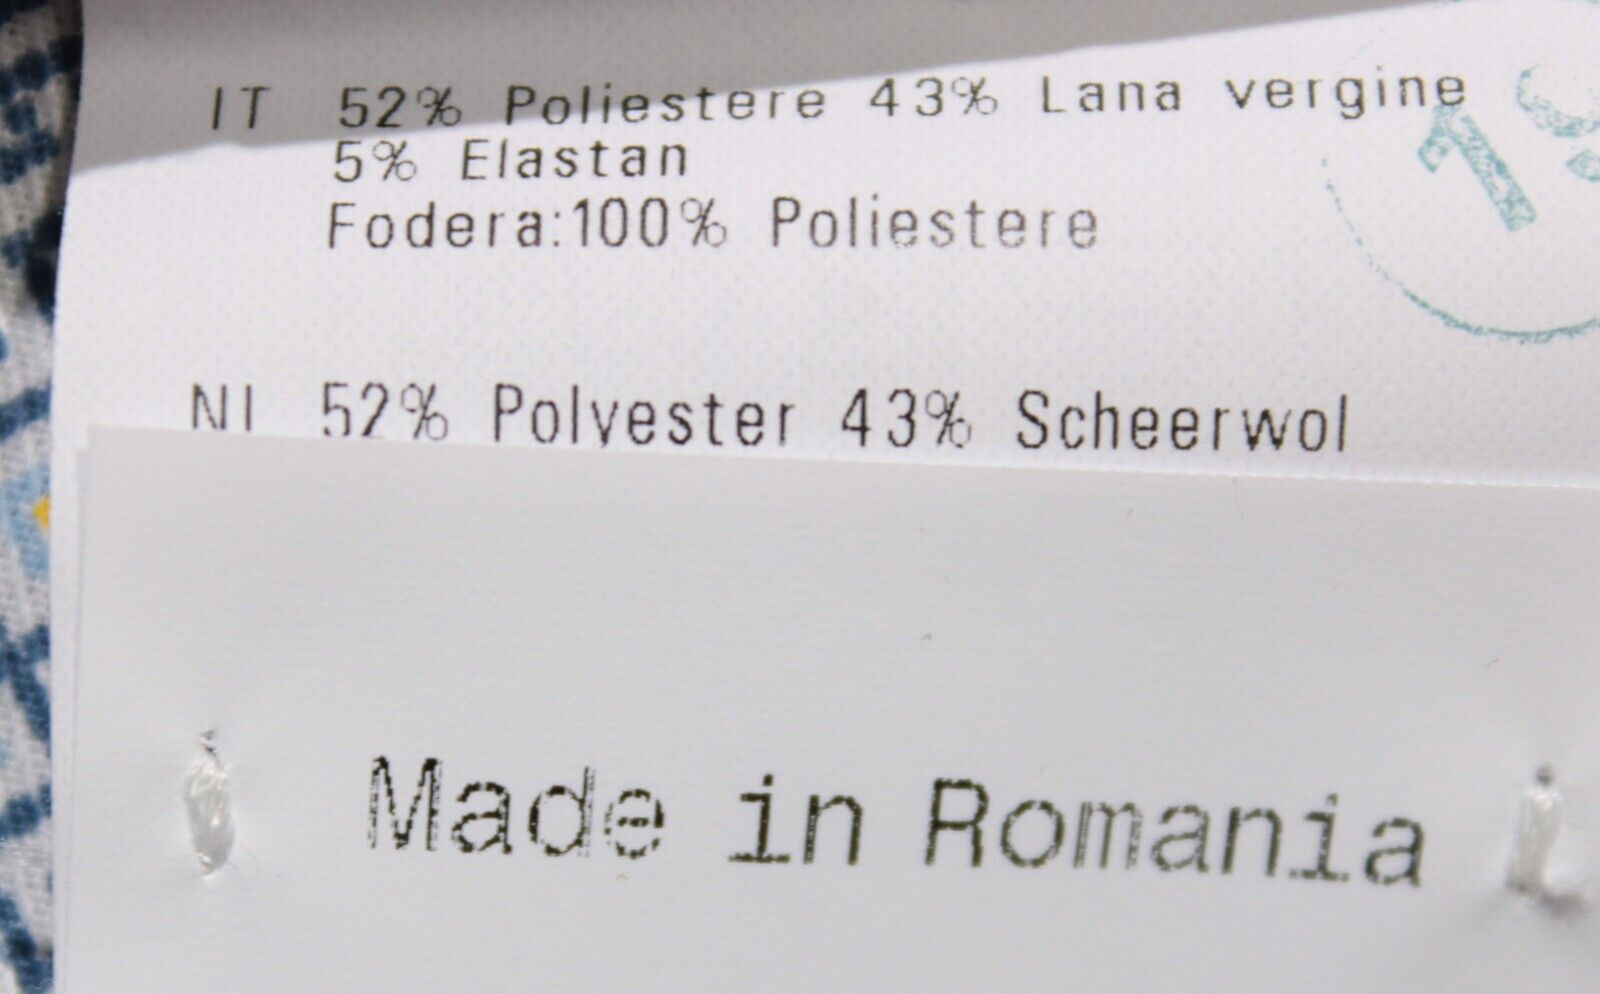 IT 52% Poliestere 43% Lana vergine
5% Elastan
Fodera:100% Poliestere
19
NL 52% Polyester 43% Scheerwol
Made in Romania